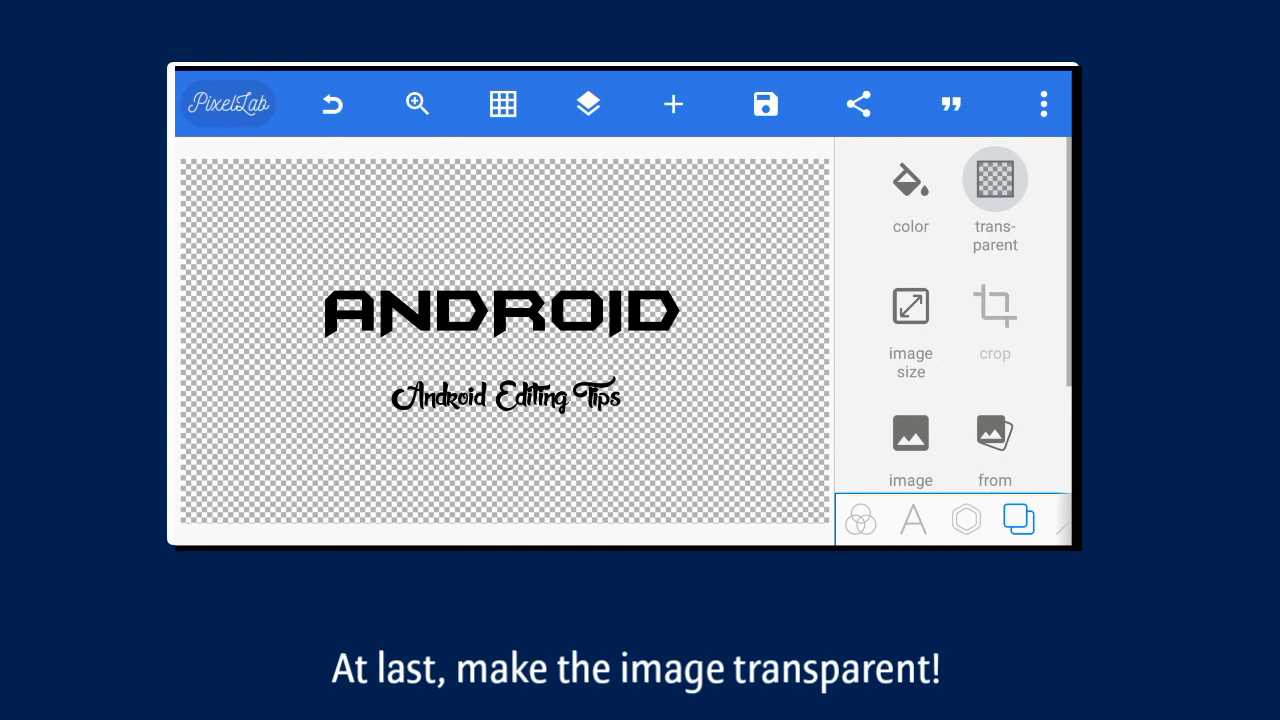 PixelLab
color
trans-
parent
ANDROID
image
size
crop
Android Editing Tips
image
from
At last, make the image transparent!